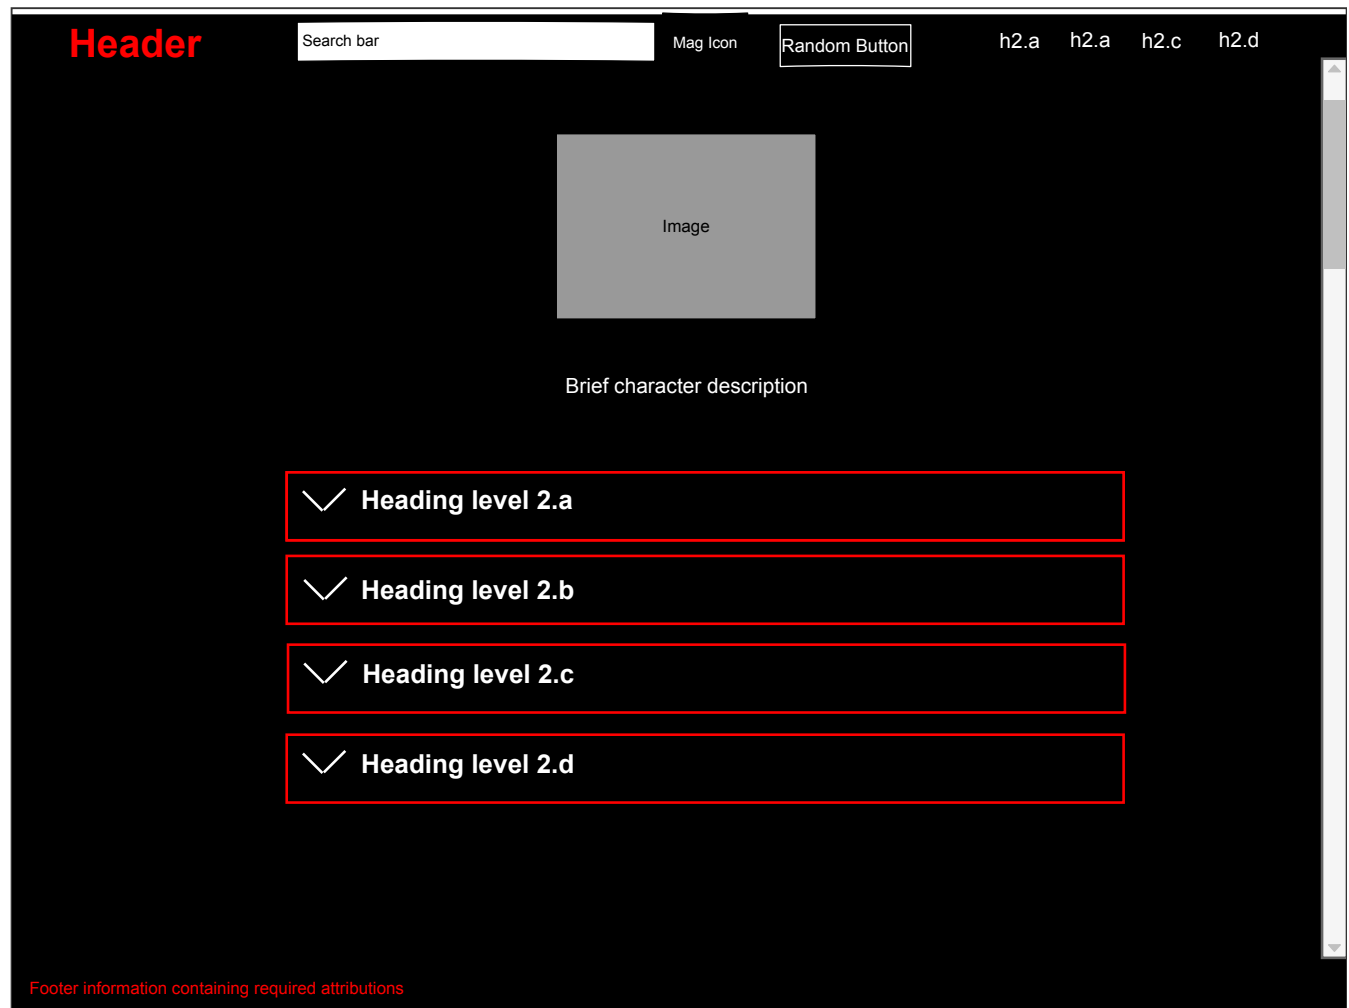 Header
Search bar
Mag Icon
Random Button
h2.a
h2.a
h2.c
h2.d
Image
Brief character description
Heading level 2.a
Heading level 2.b
Heading level 2.c
Heading level 2.d
Footer information containing required attributions